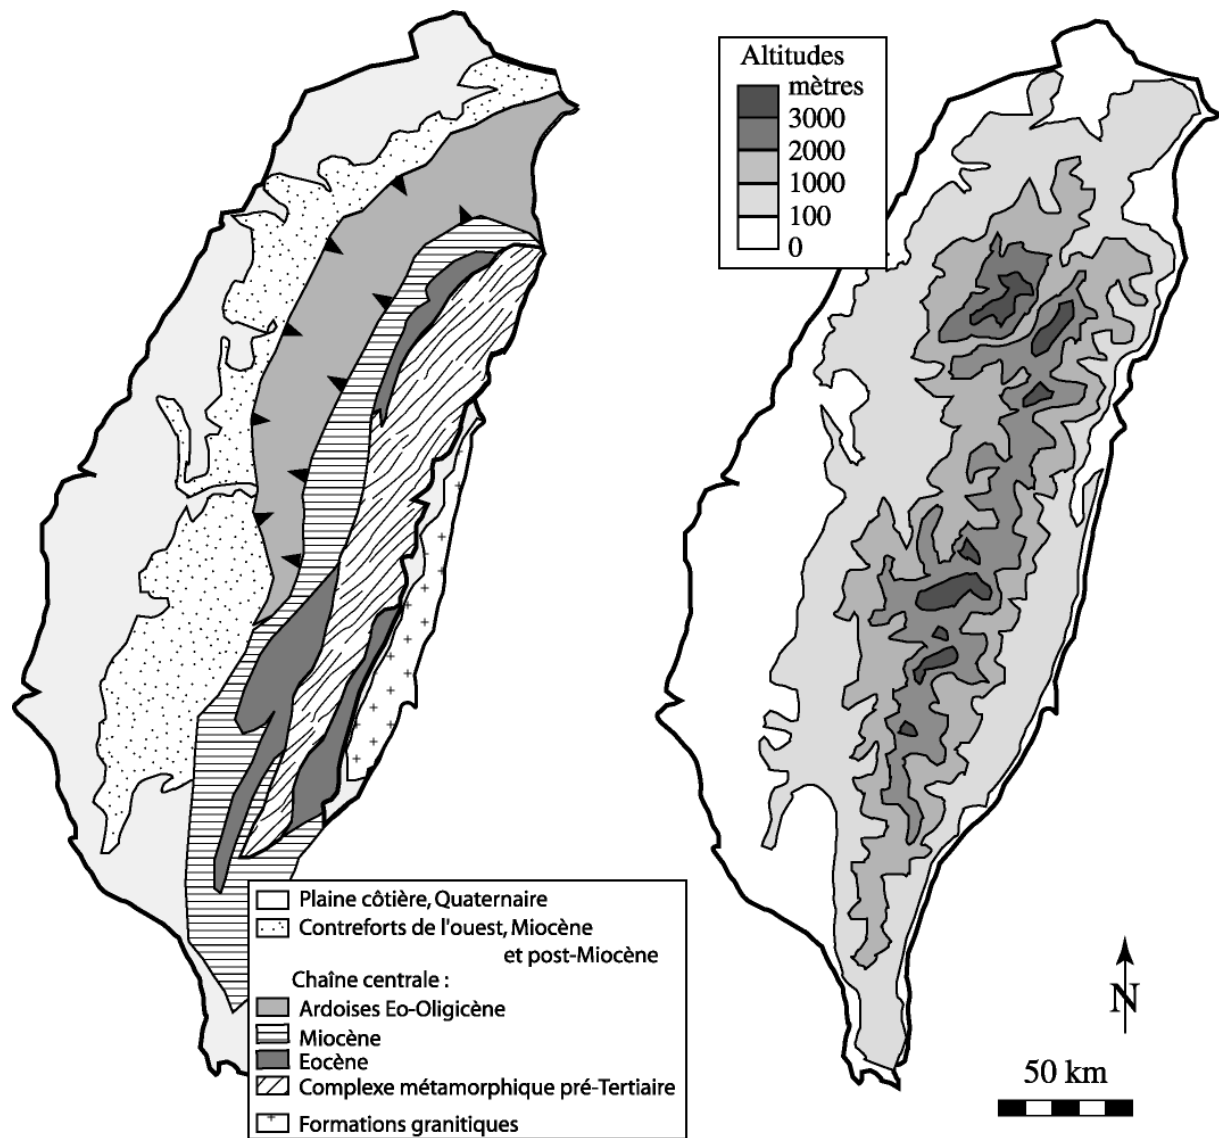 Altitudes
mètres
3000
2000
1000
100
0
Plaine côtière, Quaternaire
Contreforts de l'ouest, Miocène
et post-Miocène
Chaîne centrale :
Ardoises Eo-Oligicène
Miocène
Eocène
Complexe métamorphique pré-Tertiaire
Formations granitiques
N
50 km